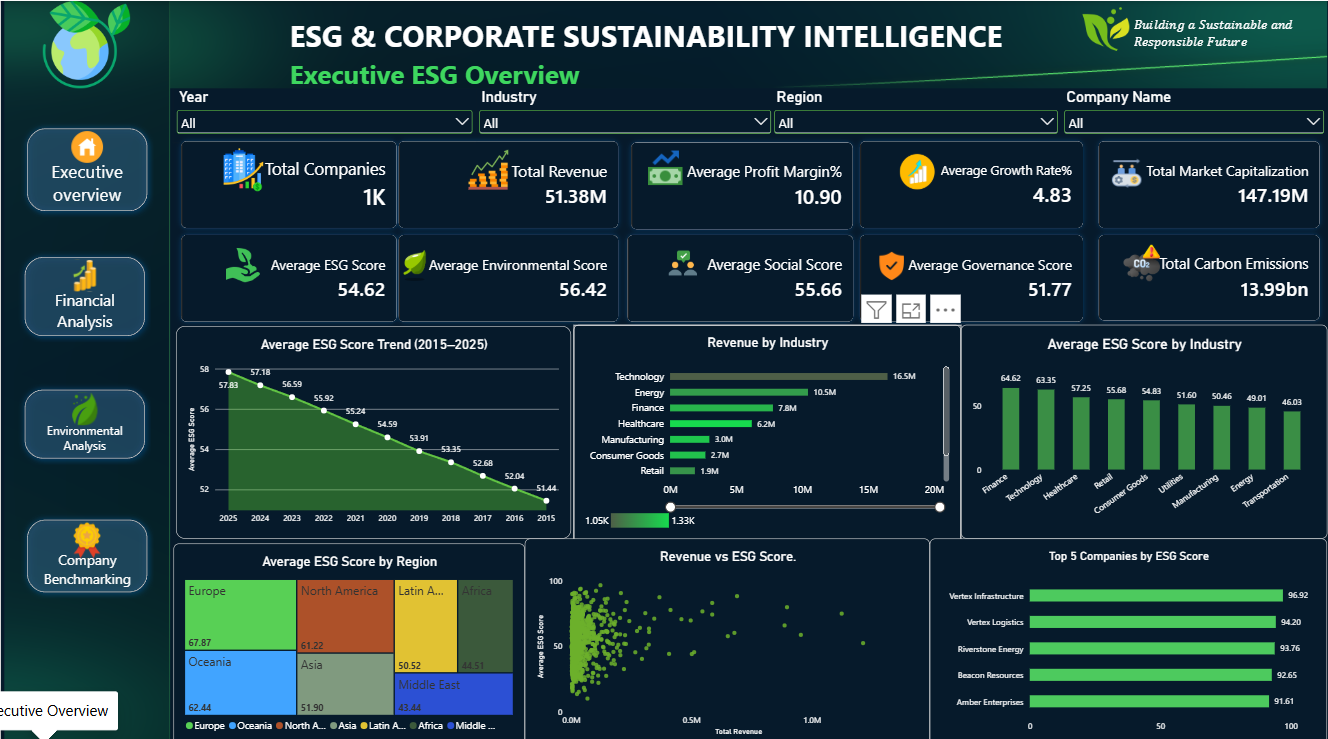 ESG & CORPORATE SUSTAINABILITY INTELLIGENCE
Executive ESG Overview
Building a Sustainable and
Responsible Future
Executive
overview
Financial
Analysis
Environmental
Analysis
Company
Benchmarking
ecutive Overview
Year
All
Industry
All
Region
All
Company Name
All
Total Companies
1K
Total Revenue
51.38M
Average Profit Margin%
10.90
Average Growth Rate%
4.83
Total Market Capitalization
147.19M
Average ESG Score
54.62
Average Environmental Score
56.42
Average Social Score
55.66
Average Governance Score
51.77
CO₂
Total Carbon Emissions
13.99bn
Average ESG Score Trend (2015–2025)
Average ESG Score
58
56
54
52
57.83
57.18
56.59
55.92
55.24
54.59
53.91
53.35
52.68
52.04
51.44
2025 2024 2023 2022 2021 2020 2019 2018 2017 2016 2015
Revenue by Industry
Technology 16.5M
Energy 10.5M
Finance 7.8M
Healthcare 6.2M
Manufacturing 3.0M
Consumer Goods 2.7M
Retail 1.9M
0M 5M 10M 15M 20M
1.05K 1.33K
Average ESG Score by Industry
50
0
64.62 63.35 57.25 55.68 54.83 51.60 50.46 49.01 46.03
Finance Technology Healthcare Retail Consumer Goods Utilities Manufacturing Energy Transportation
Average ESG Score by Region
Europe
67.87
Oceania
62.44
North America
61.22
Asia
51.90
Latin A...
50.52
Africa
44.51
Middle East
43.44
Europe Oceania North A... Asia Latin A... Africa Middle ...
Revenue vs ESG Score.
Average ESG Score
100
50
0
0.0M 0.5M 1.0M
Total Revenue
Top 5 Companies by ESG Score
Vertex Infrastructure 96.92
Vertex Logistics 94.20
Riverstone Energy 93.76
Beacon Resources 92.65
Amber Enterprises 91.61
0 50 100